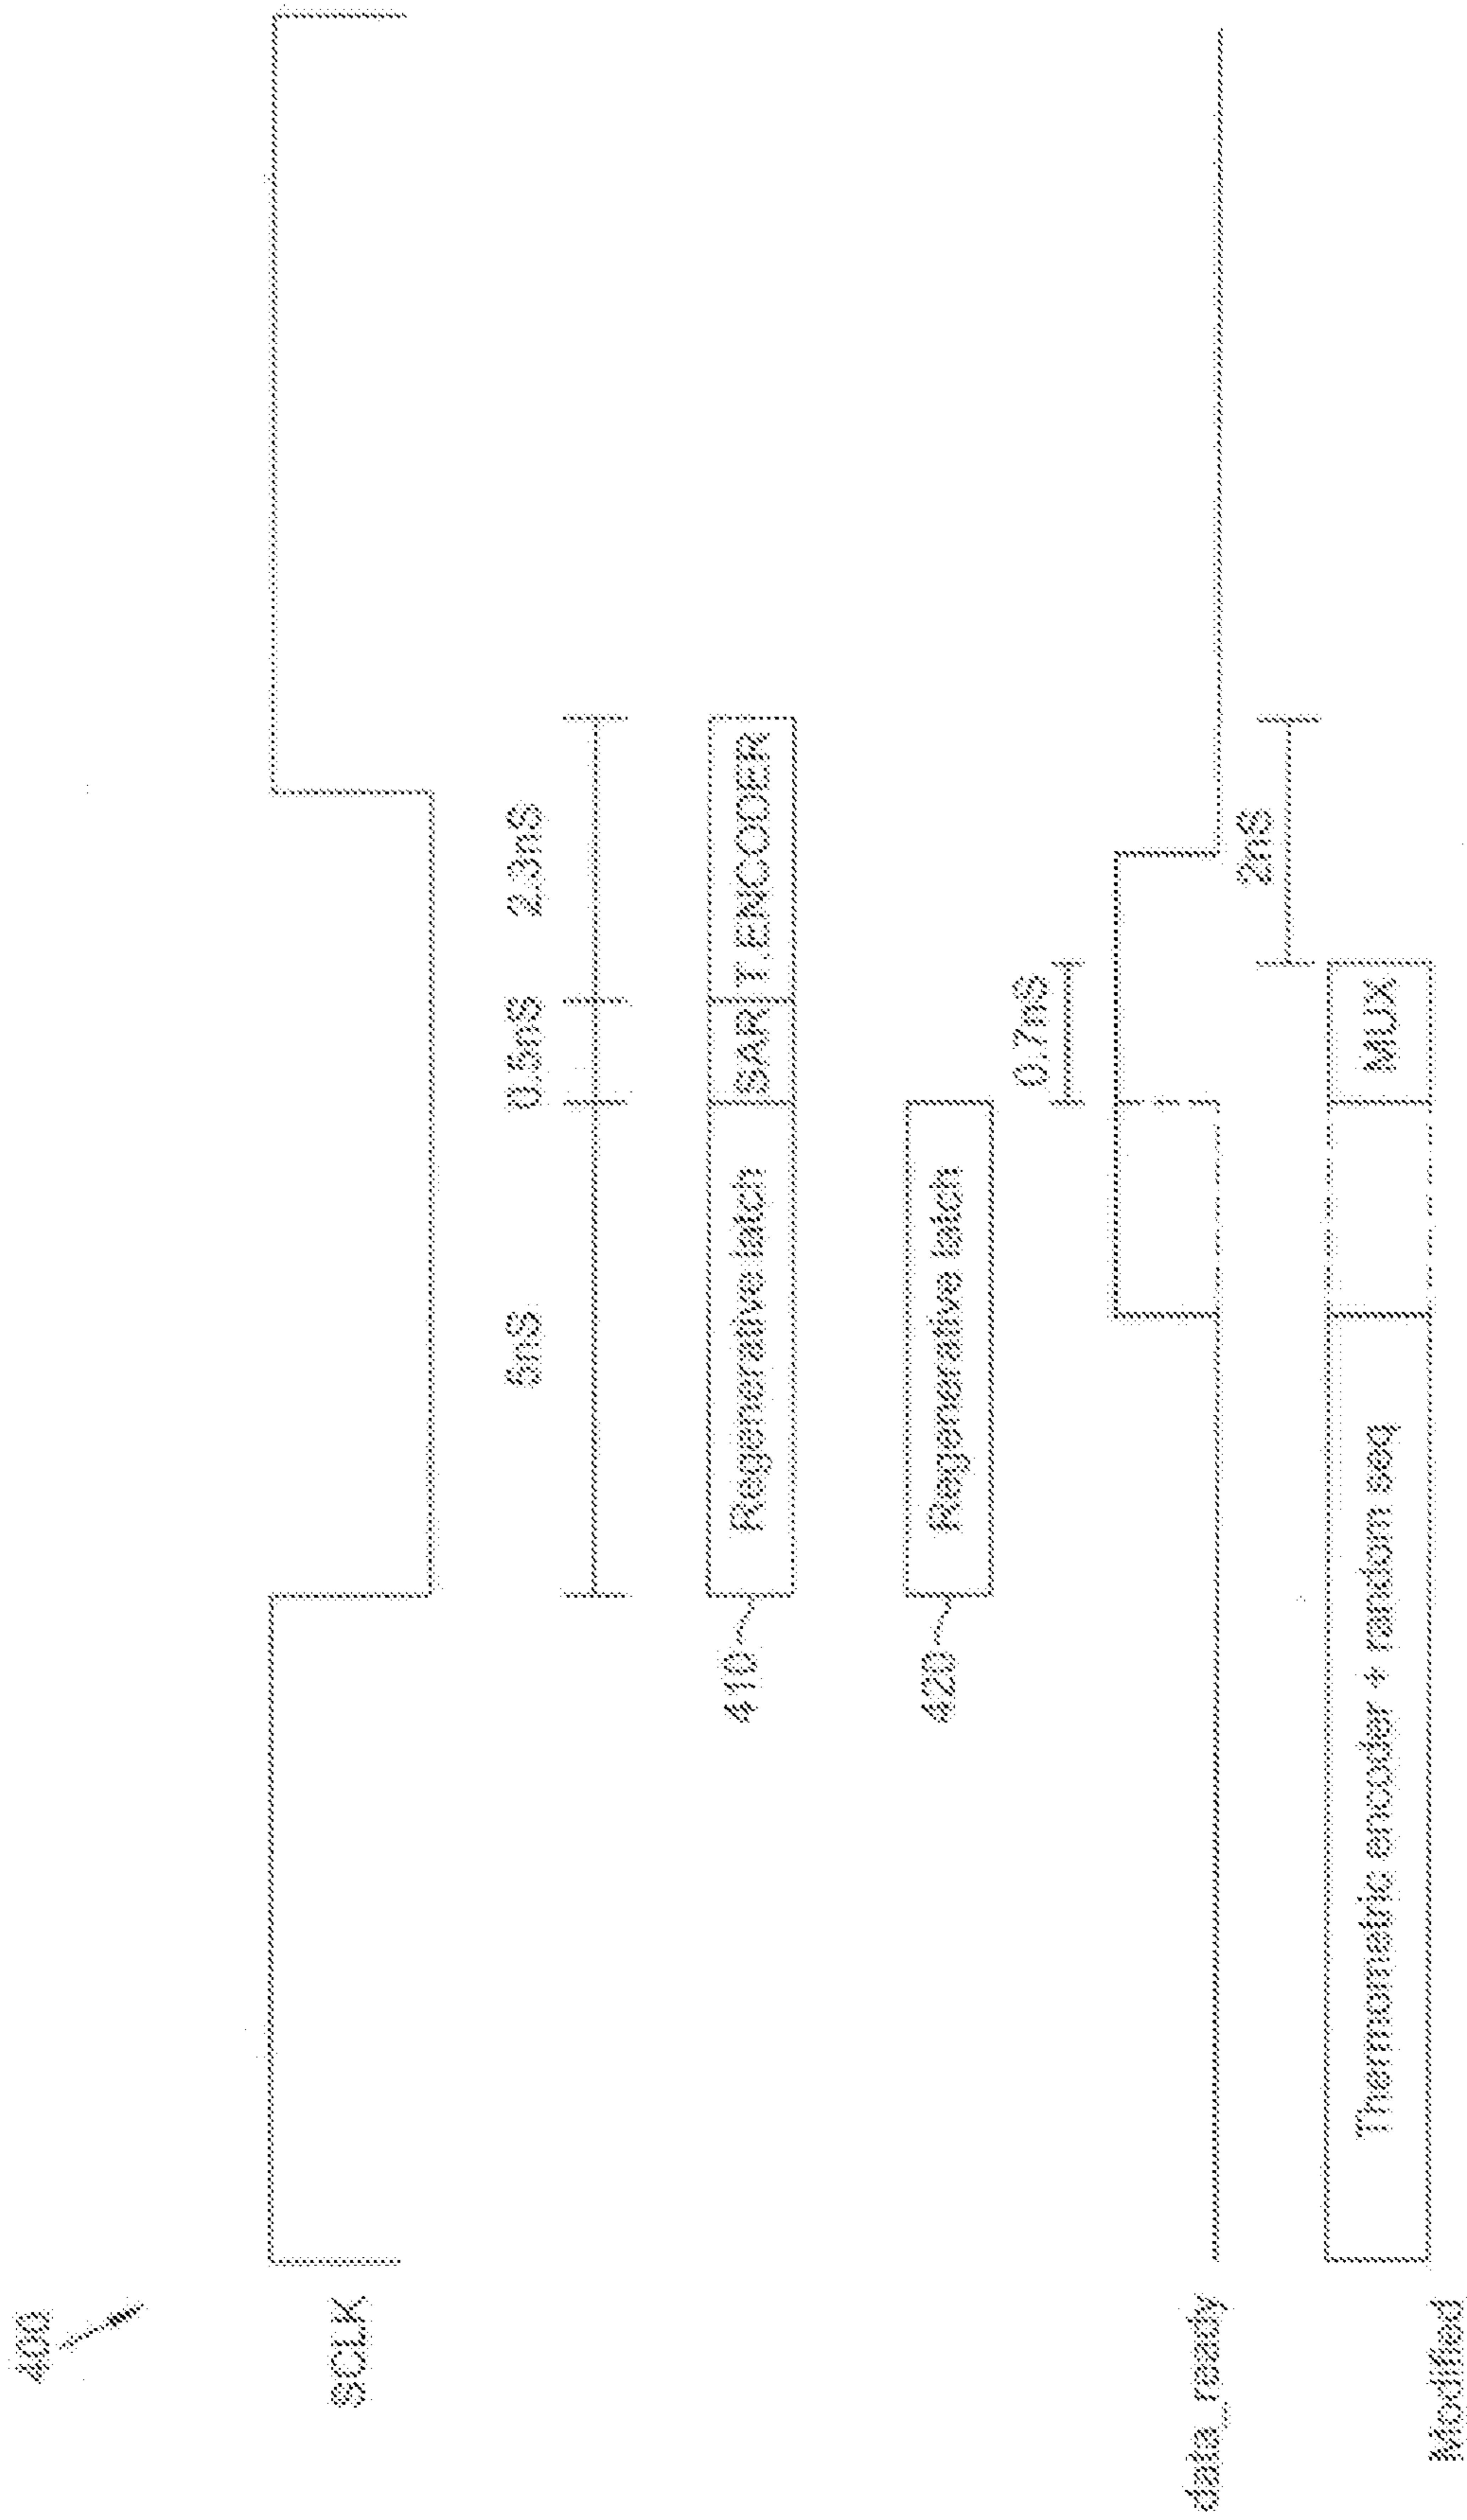 400
SCLK
5nS
0.5nS
2.3nS
410
Regenerative latch
SAR
T.ENCODER
420
Regenarative latch
0.7nS
data_ready
2nS
Thermometric encoder + random seq
MUX
Modified